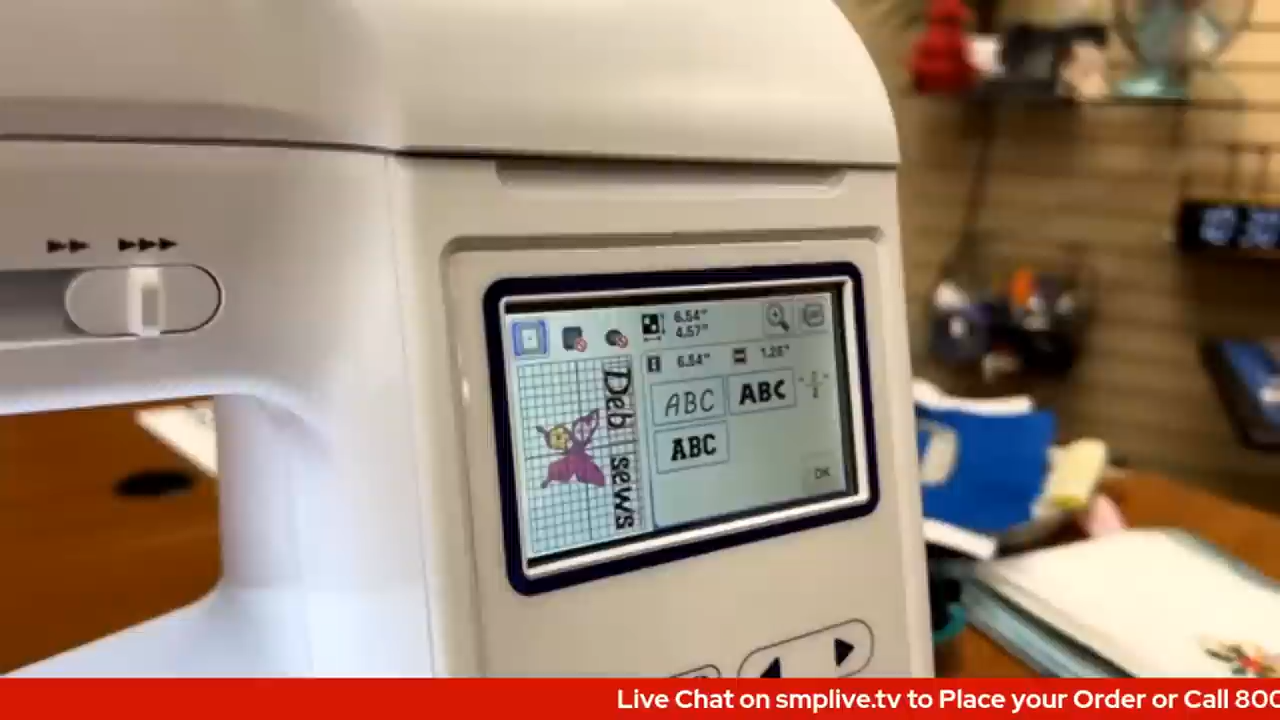 6.54"
4.57"
6.54"
1.26"
ABC
ABC
ABC
OK
Deb sews
Live Chat on smplive.tv to Place your Order or Call 800